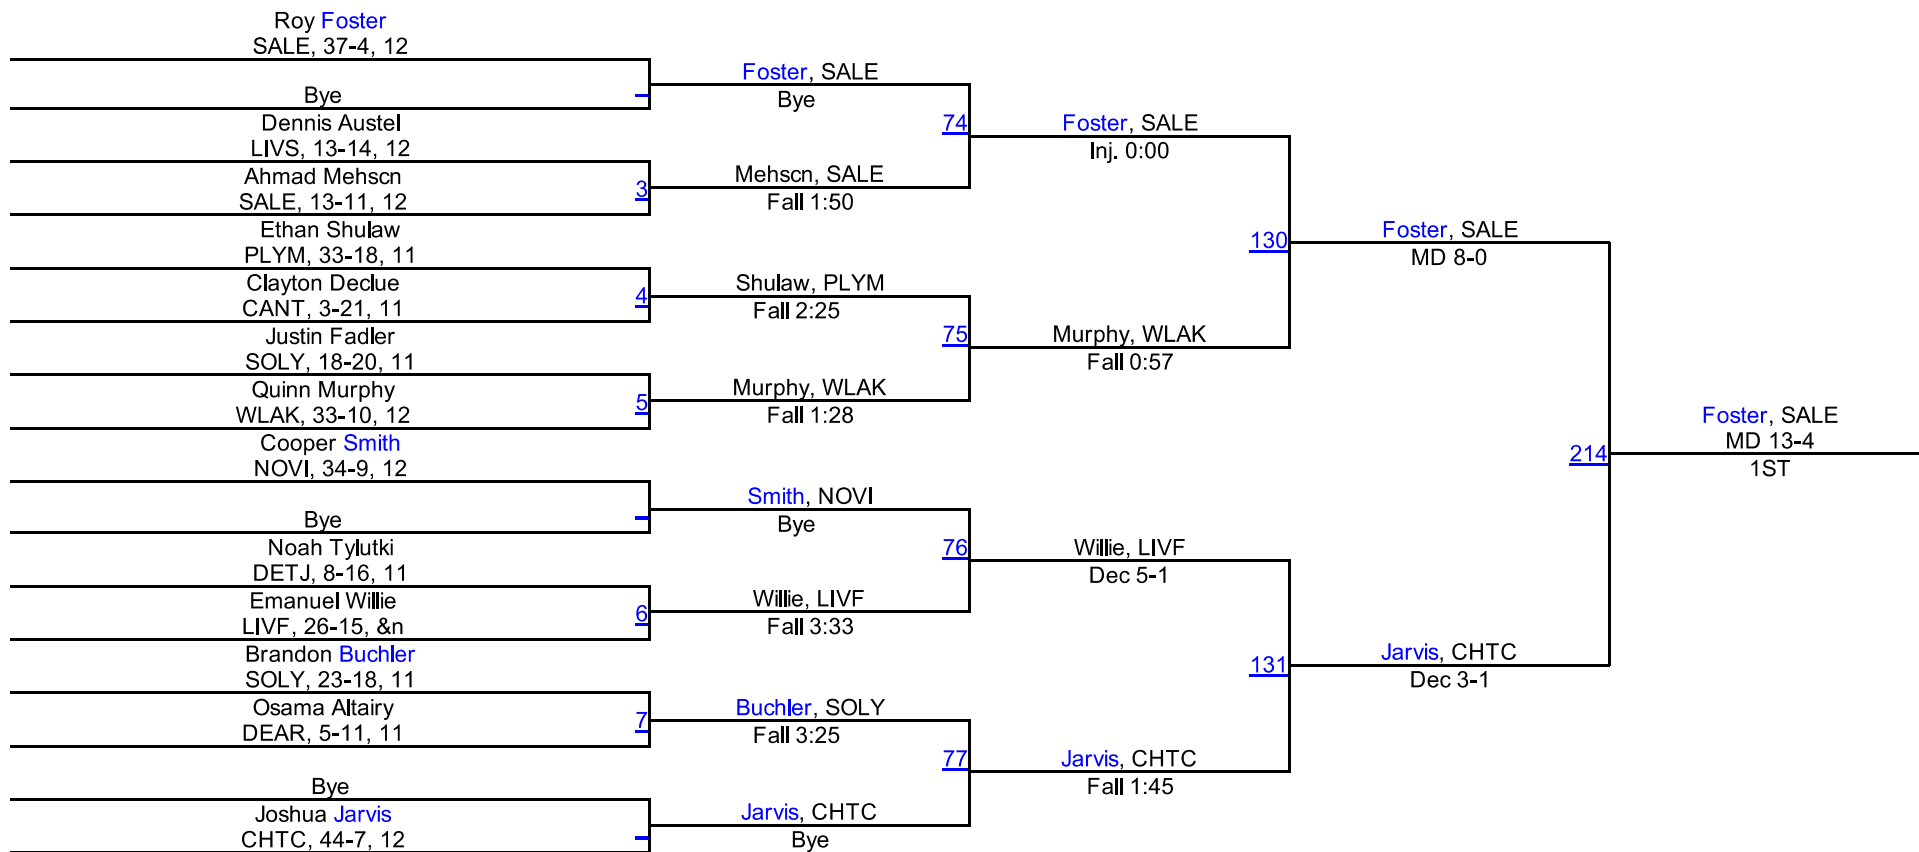 Roy Foster
SALE, 37-4, 12
Bye
Dennis Austel
LIVS, 13-14, 12
Ahmad Mehscn
SALE, 13-11, 12
Ethan Shulaw
PLYM, 33-18, 11
Clayton Declue
CANT, 3-21, 11
Justin Fadler
SOLY, 18-20, 11
Quinn Murphy
WLAK, 33-10, 12
Cooper Smith
NOVI, 34-9, 12
Bye
Noah Tylutki
DETJ, 8-16, 11
Emanuel Willie
LIVF, 26-15, &n
Brandon Buchler
SOLY, 23-18, 11
Osama Altairy
DEAR, 5-11, 11
Bye
Joshua Jarvis
CHTC, 44-7, 12
3
4
5
6
7
Foster, SALE
Bye
Mehscn, SALE
Fall 1:50
Shulaw, PLYM
Fall 2:25
Murphy, WLAK
Fall 1:28
Smith, NOVI
Bye
Willie, LIVF
Fall 3:33
Buchler, SOLY
Fall 3:25
Jarvis, CHTC
Bye
74
75
76
77
Foster, SALE
Inj. 0:00
Murphy, WLAK
Fall 0:57
Willie, LIVF
Dec 5-1
Jarvis, CHTC
Fall 1:45
130
131
Foster, SALE
MD 8-0
Jarvis, CHTC
Dec 3-1
214
Foster, SALE
MD 13-4
1ST